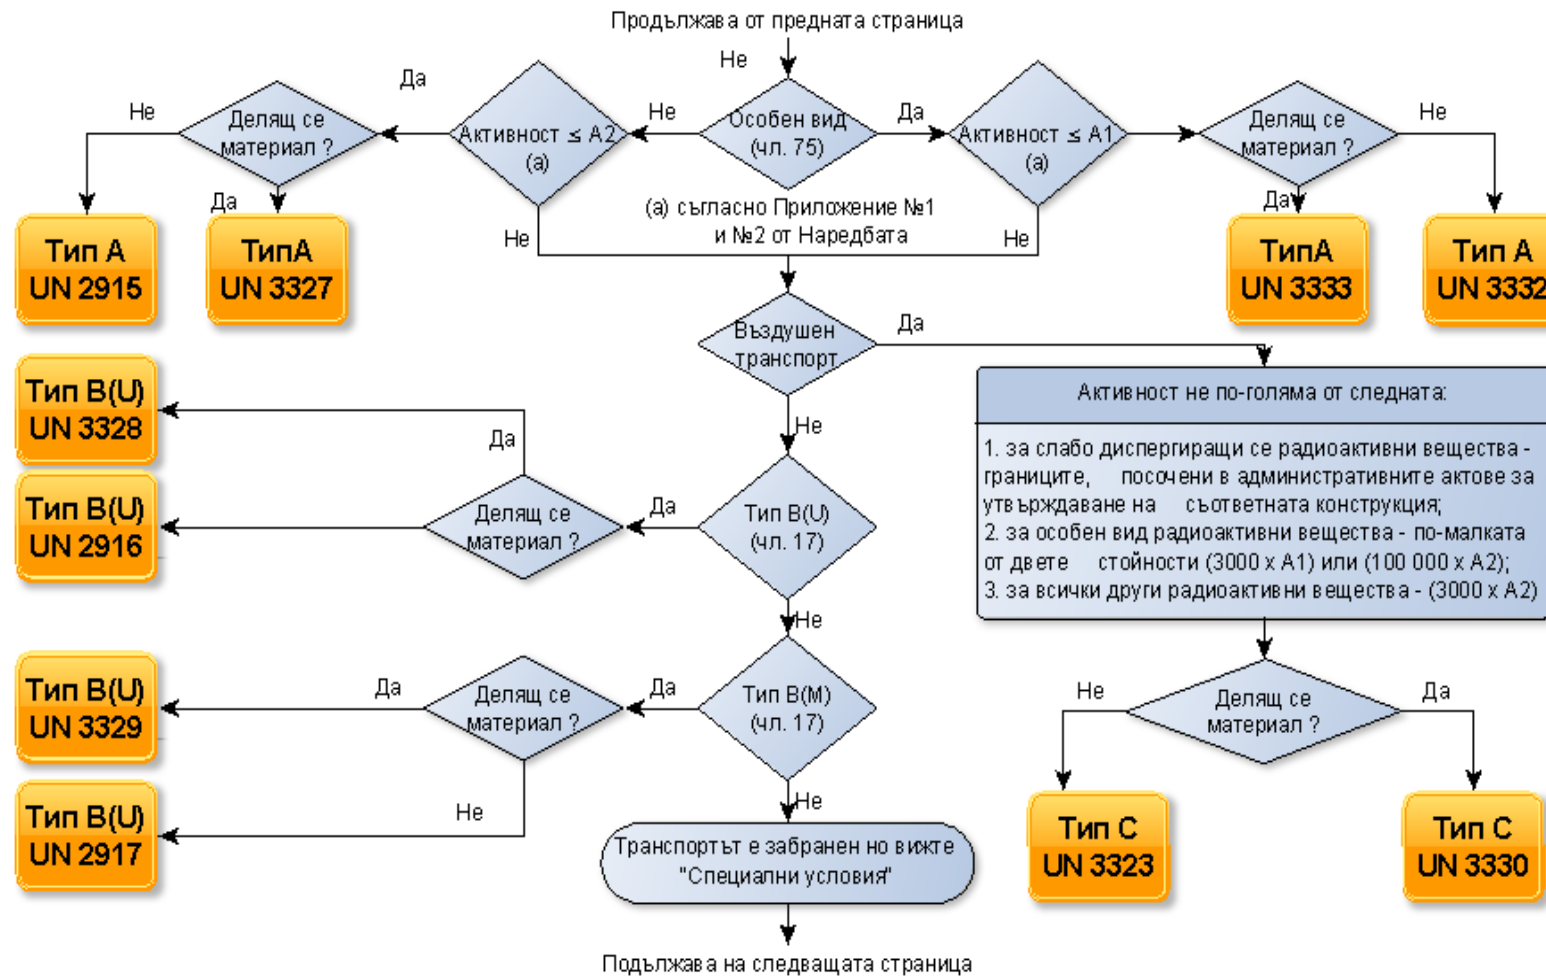 Продължава от предната страница
Не
Да
Не
Делящ се
материал ?
Активност ≤ A2
(a)
Не
Особен вид
(чл. 75)
Да
Активност ≤ A1
(a)
Делящ се
материал ?
Не
Да
Да
(a) съгласно Приложение №1
и №2 от Наредбата
Не
Не
Тип A
UN 2915
ТипA
UN 3327
ТипA
UN 3333
Тип A
UN 3332
Въздушен
транспорт
Да
Не
Активност не по-голяма от следната:
1. за слабо диспергиращи се радиоактивни вещества -
границите, посочени в административните актове за
утвърждаване на съответната конструкция;
2. за особен вид радиоактивни вещества - по-малката
от двете стойности (3000 x A1) или (100 000 x A2);
3. за всички други радиоактивни вещества - (3000 x A2)
Тип B(U)
UN 3328
Да
Тип B(U)
UN 2916
Делящ се
материал ?
Да
Тип B(U)
(чл. 17)
Не
Тип B(U)
UN 3329
Да
Делящ се
материал ?
Да
Тип B(M)
(чл. 17)
Не
Делящ се
материал ?
Да
Тип B(U)
UN 2917
Не
Не
Транспортът е забранен но вижте
"Специални условия"
Тип C
UN 3323
Тип C
UN 3330
Подължава на следващата страница